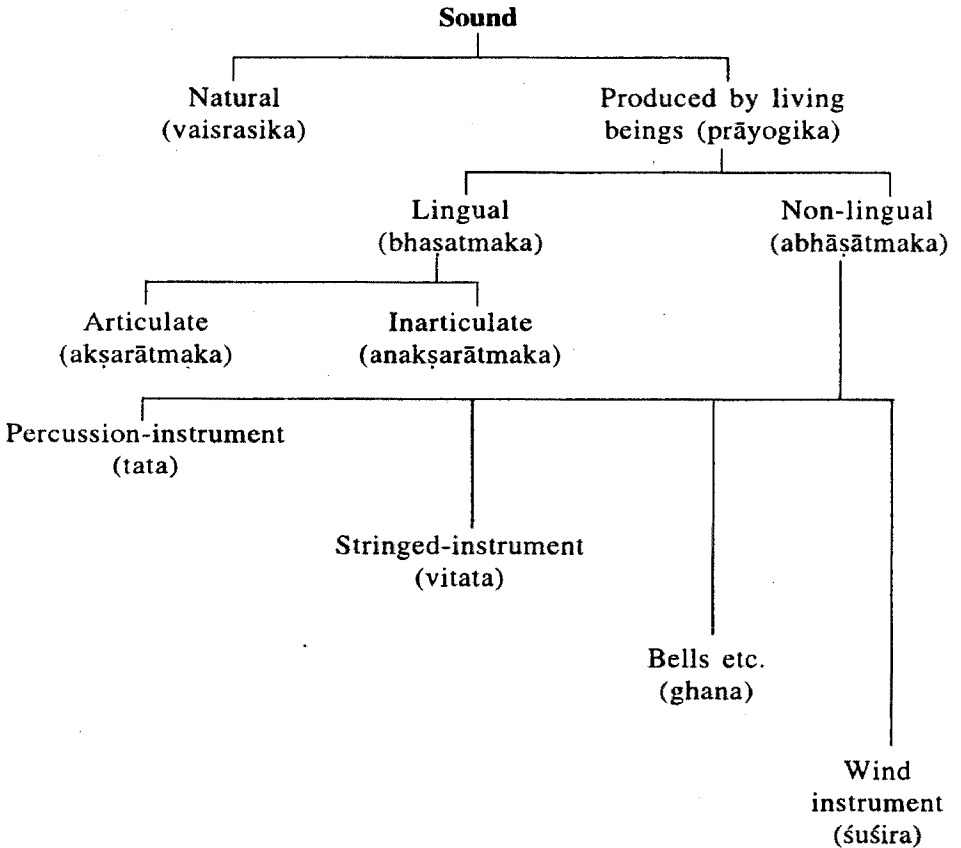 Sound
Natural
(vaisrasika)
Produced by living
beings (prāyogika)
Lingual
(bhaṣatmaka)
Non-lingual
(abhāṣātmaka)
Articulate
(akṣarātmaka)
Inarticulate
(anakṣarātmaka)
Percussion-instrument
(tata)
Stringed-instrument
(vitata)
Bells etc.
(ghana)
Wind
instrument
(śuśira)